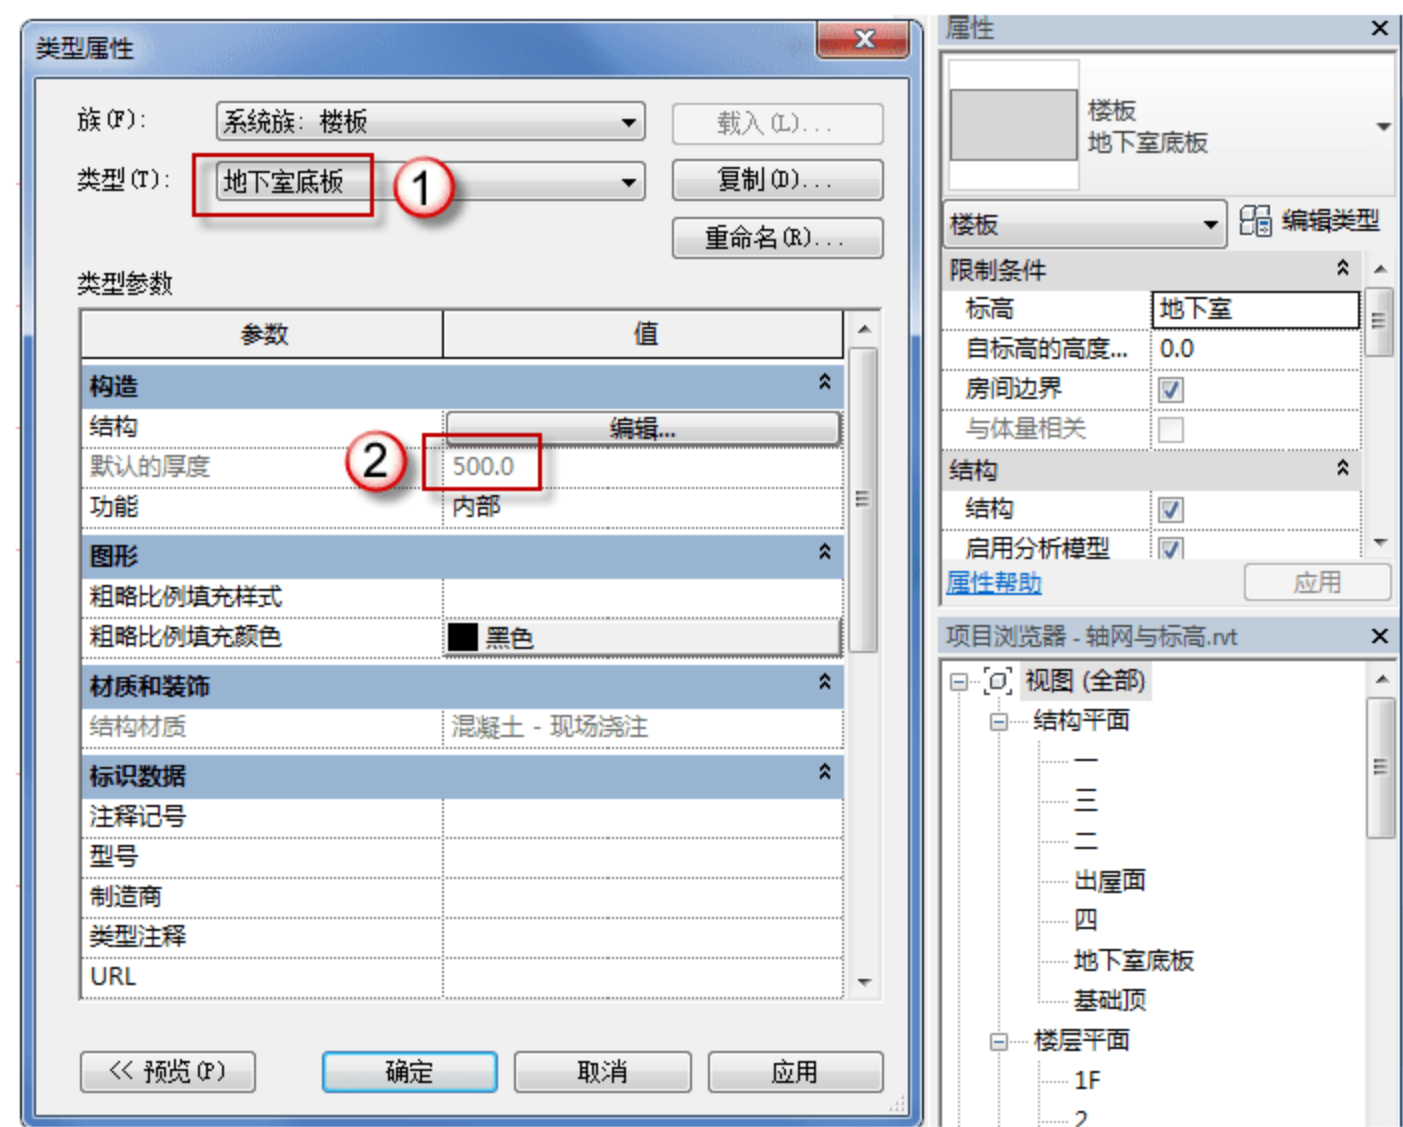 类型属性
族(F):
系统族: 楼板
载入(L)...
类型(T):
地下室底板
1
复制(D)...
重命名(R)...
类型参数
参数
值
构造
结构
编辑...
默认的厚度
2
500.0
功能
内部
图形
粗略比例填充样式
粗略比例填充颜色
黑色
材质和装饰
结构材质
混凝土 - 现场浇注
标识数据
注释记号
型号
制造商
类型注释
URL
<< 预览(P)
确定
取消
应用
属性
楼板
地下室底板
楼板
编辑类型
限制条件
标高
地下室
自标高的高度...
0.0
房间边界
与体量相关
结构
结构
启用分析模型
属性帮助
应用
项目浏览器 - 轴网与标高.rvt
视图 (全部)
结构平面
一
三
二
出屋面
四
地下室底板
基础顶
楼层平面
1F
2